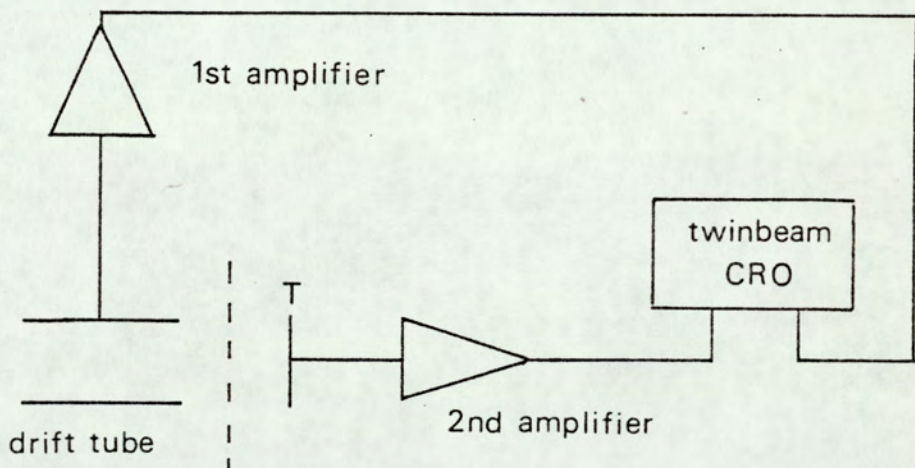 1st amplifier
twinbeam
CRO
T
2nd amplifier
drift tube